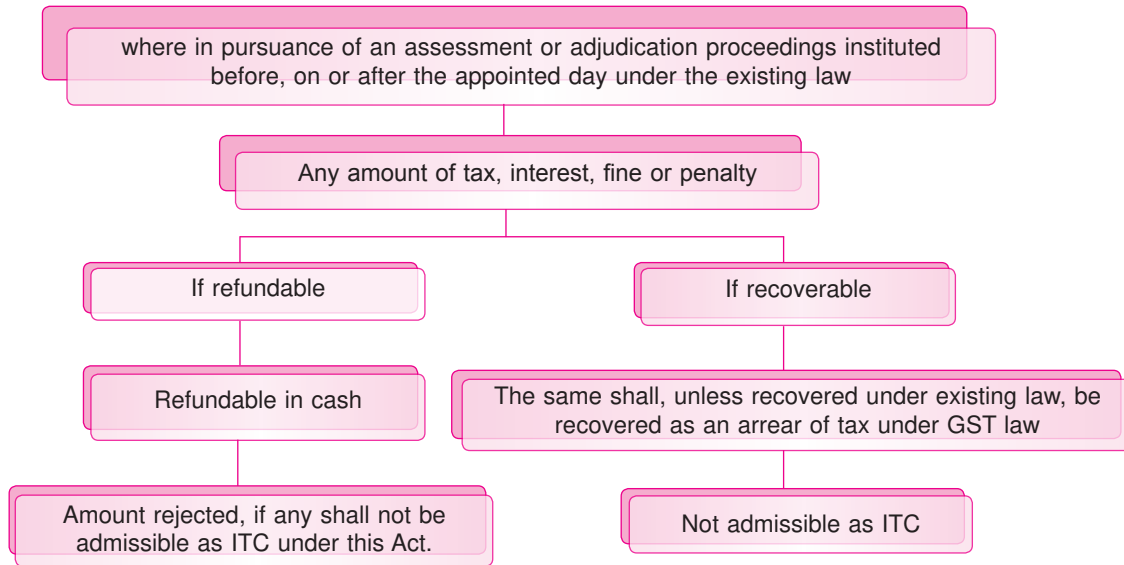 where in pursuance of an assessment or adjudication proceedings instituted
before, on or after the appointed day under the existing law
Any amount of tax, interest, fine or penalty
If refundable
If recoverable
Refundable in cash
The same shall, unless recovered under existing law, be
recovered as an arrear of tax under GST law
Amount rejected, if any shall not be
admissible as ITC under this Act.
Not admissible as ITC